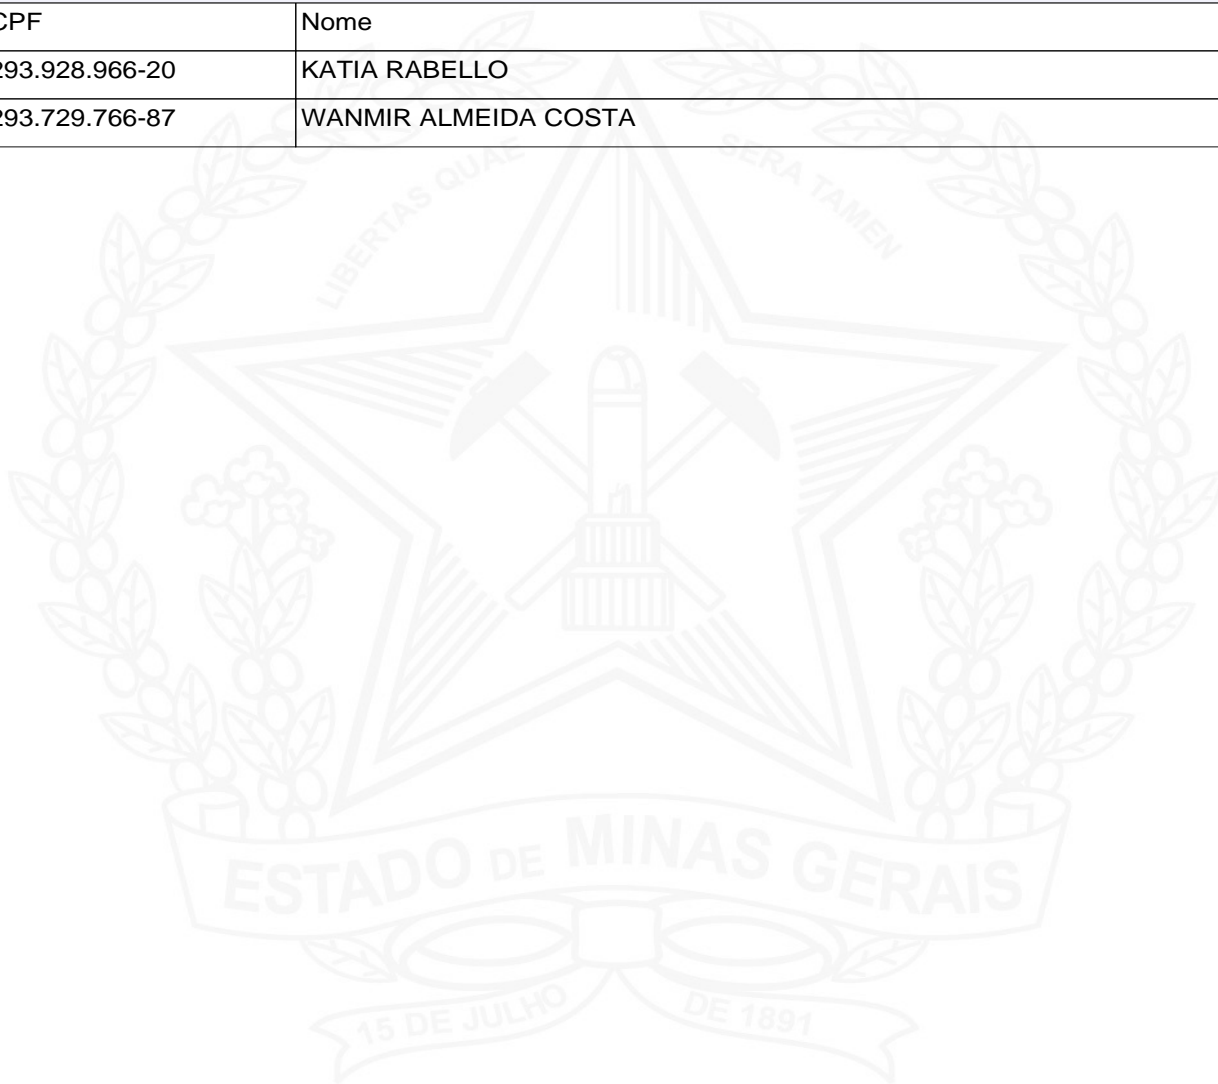 CPF Nome
293.928.966-20 KATIA RABELLO
293.729.766-87 WANMIR ALMEIDA COSTA
LIBERTAS QUAE SERA TAMEN
ESTADO DE MINAS GERAIS
15 DE JULHO DE 1891